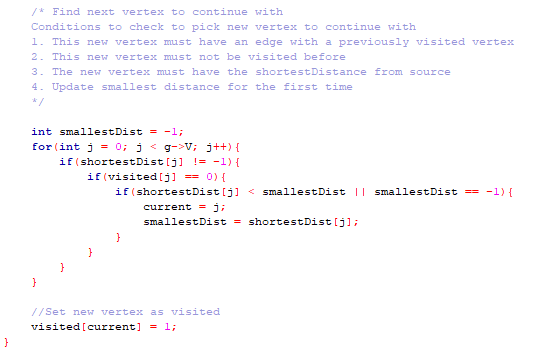 /* Find next vertex to continue with
Conditions to check to pick new vertex to continue with
1. This new vertex must have an edge with a previously visited vertex
2. This new vertex must not be visited before
3. The new vertex must have the shortestDistance from source
4. Update smallest distance for the first time
*/
int smallestDist = -1;
for(int j = 0; j < g->V; j++){
if(shortestDist[j] != -1){
if(visited[j] == 0){
if(shortestDist[j] < smallestDist || smallestDist == -1){
current = j;
smallestDist = shortestDist[j];
}
}
}
}
//Set new vertex as visited
visited[current] = 1;
}